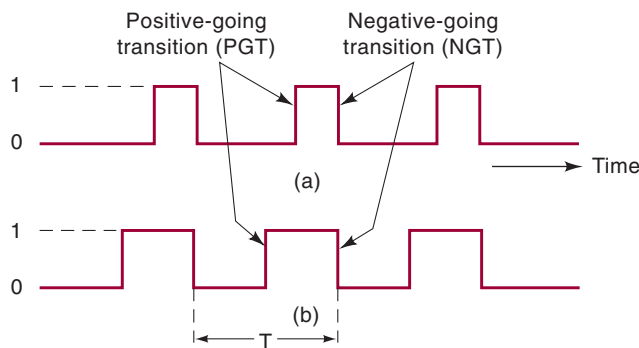 Positive-going
transition (PGT)
Negative-going
transition (NGT)
1
0
Time
(a)
1
0
(b)
T